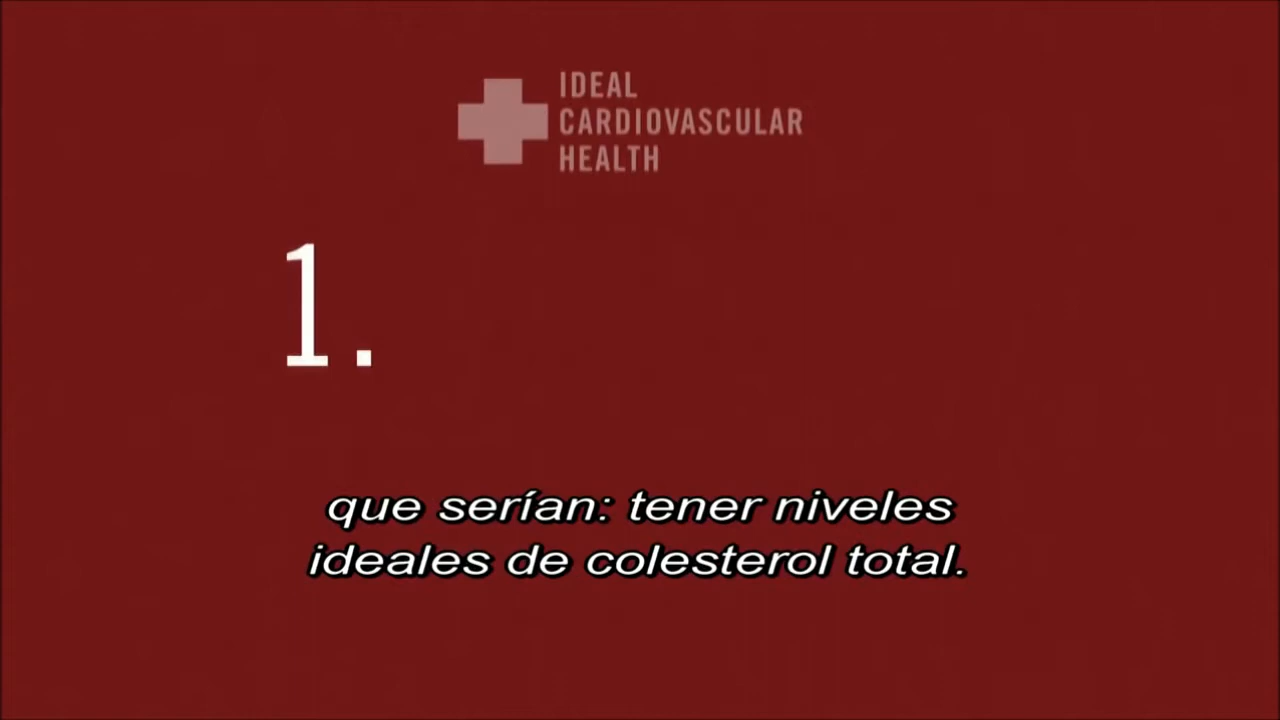 IDEAL
CARDIOVASCULAR
HEALTH
1.
que serían: tener niveles
ideales de colesterol total.